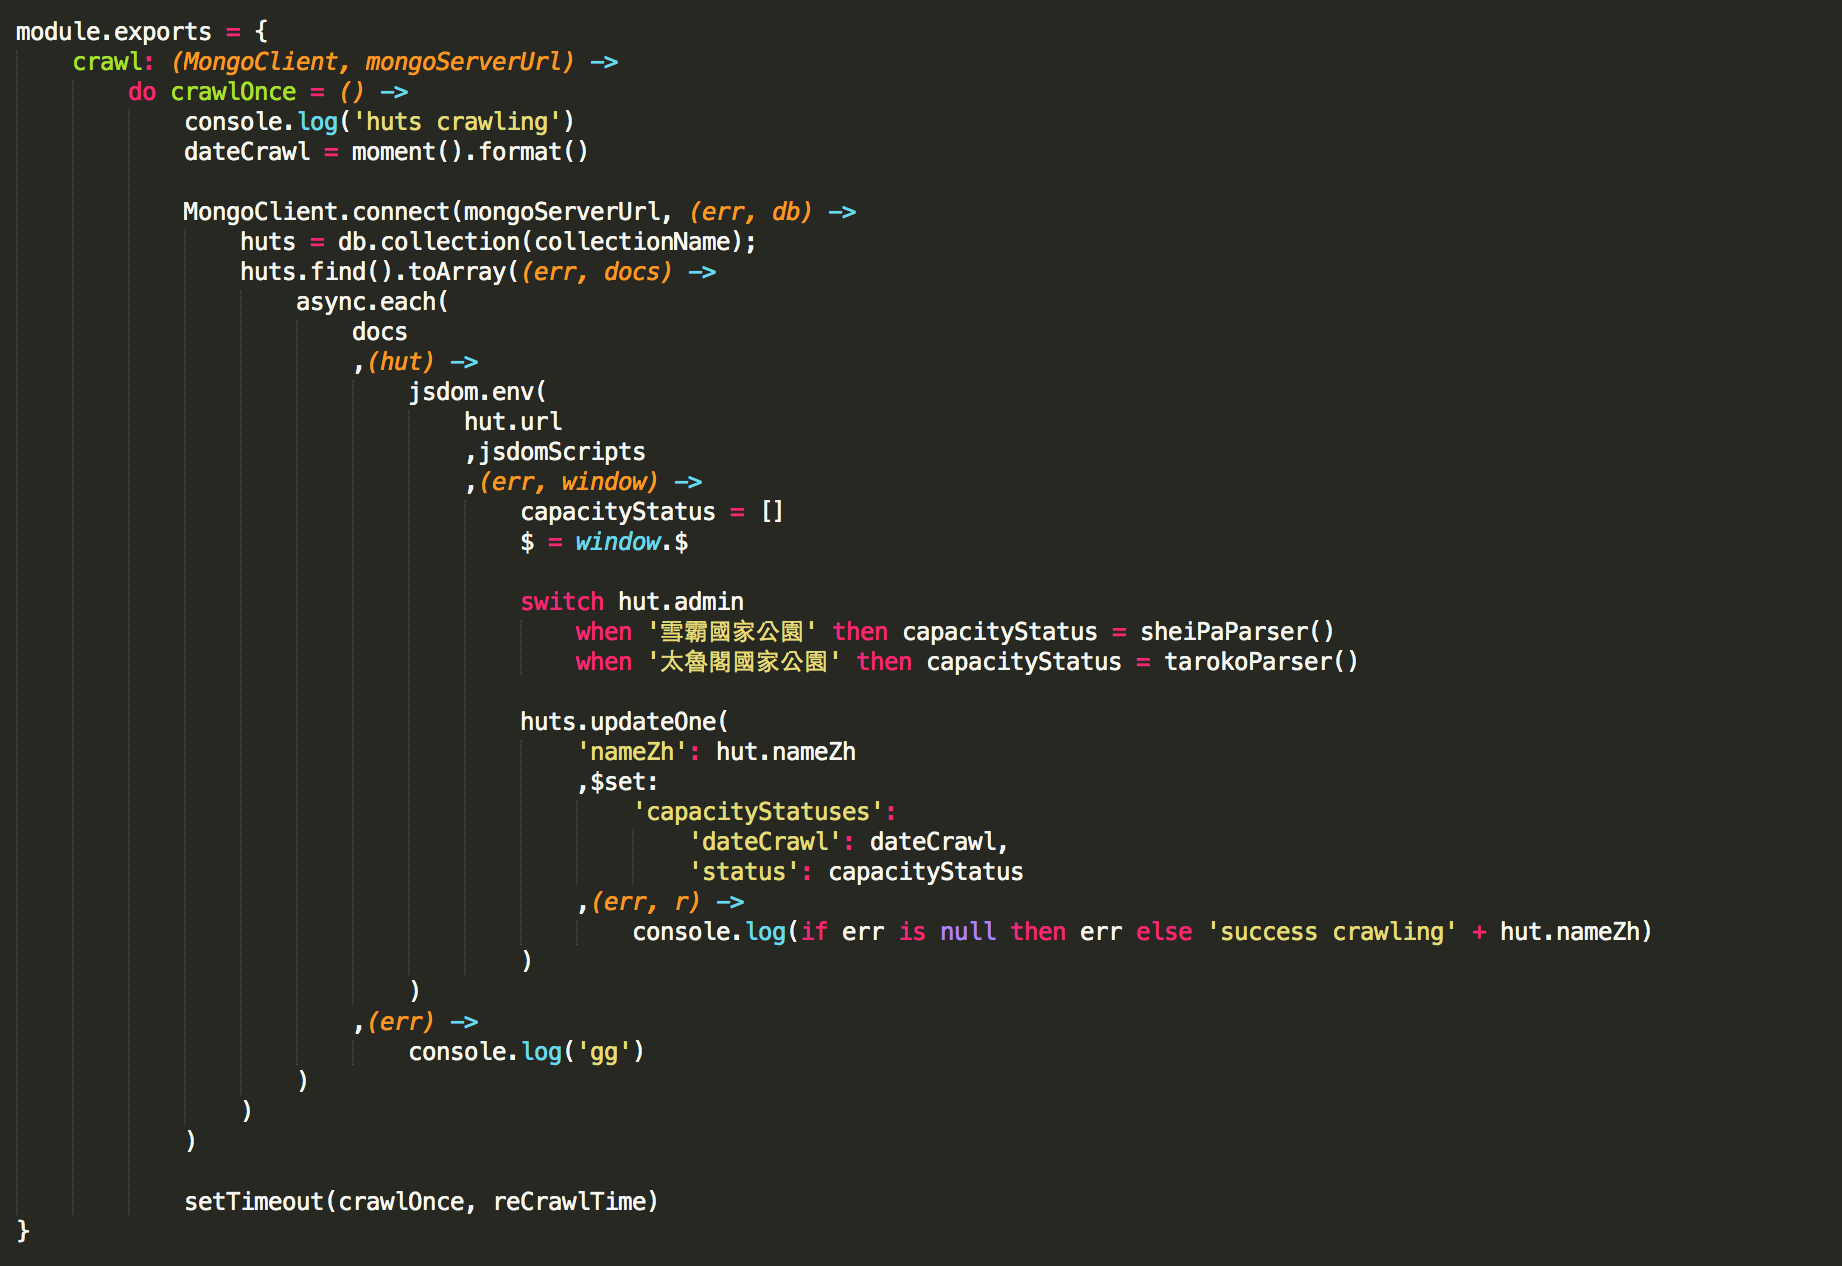 module.exports = {
    crawl: (MongoClient, mongoServerUrl) ->
        do crawlOnce = () ->
            console.log('huts crawling')
            dateCrawl = moment().format()

            MongoClient.connect(mongoServerUrl, (err, db) ->
                huts = db.collection(collectionName);
                huts.find().toArray((err, docs) ->
                    async.each(
                        docs
                        ,(hut) ->
                            jsdom.env(
                                hut.url
                                ,jsdomScripts
                                ,(err, window) ->
                                    capacityStatus = []
                                    $ = window.$

                                    switch hut.admin
                                        when '雪霸國家公園' then capacityStatus = sheiPaParser()
                                        when '太魯閣國家公園' then capacityStatus = tarokoParser()

                                    huts.updateOne(
                                        'nameZh': hut.nameZh
                                        ,$set:
                                            'capacityStatuses':
                                                'dateCrawl': dateCrawl,
                                                'status': capacityStatus
                                        ,(err, r) ->
                                            console.log(if err is null then err else 'success crawling' + hut.nameZh)
                                    )
                            )
                        ,(err) ->
                            console.log('gg')
                    )
                )
            )

            setTimeout(crawlOnce, reCrawlTime)
}